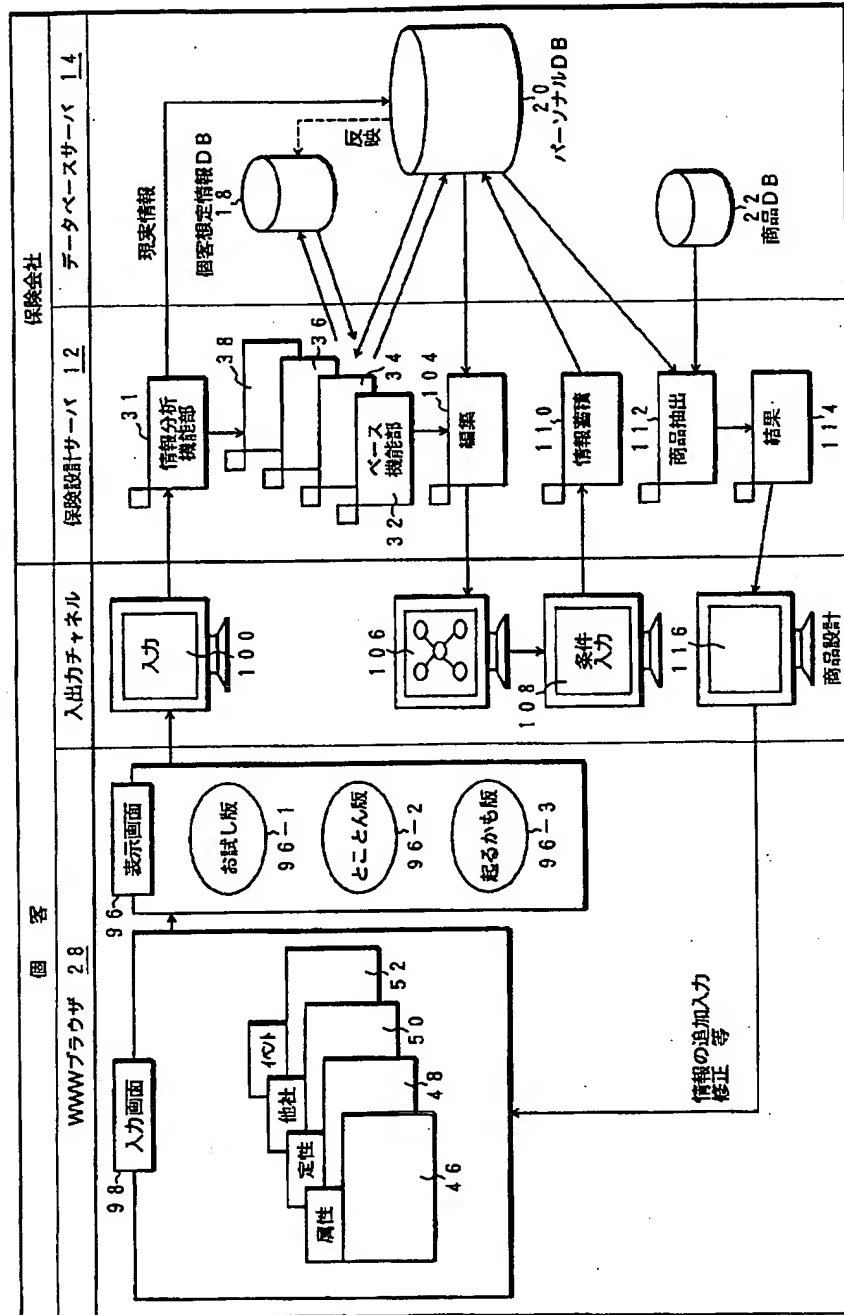 個 客
保険会社
WWWブラウザ 28
入出力チャネル
保険設計サーバ 12
データベースサーバ 14
入力画面
98
属性
定性
他社
イベント
46
48
50
52
表示画面
96
お試し版
96-1
とことん版
96-2
起るかも版
96-3
情報の追加入力
修正 等
入力
100
106
条件
入力
108
116
商品設計
31
情報分析
機能部
38
36
34
ベース
機能部
32
104
編集
110
情報蓄積
112
商品抽出
結果
114
現実情報
個客想定情報DB
18
反映
20
パーソナルDB
22
商品DB